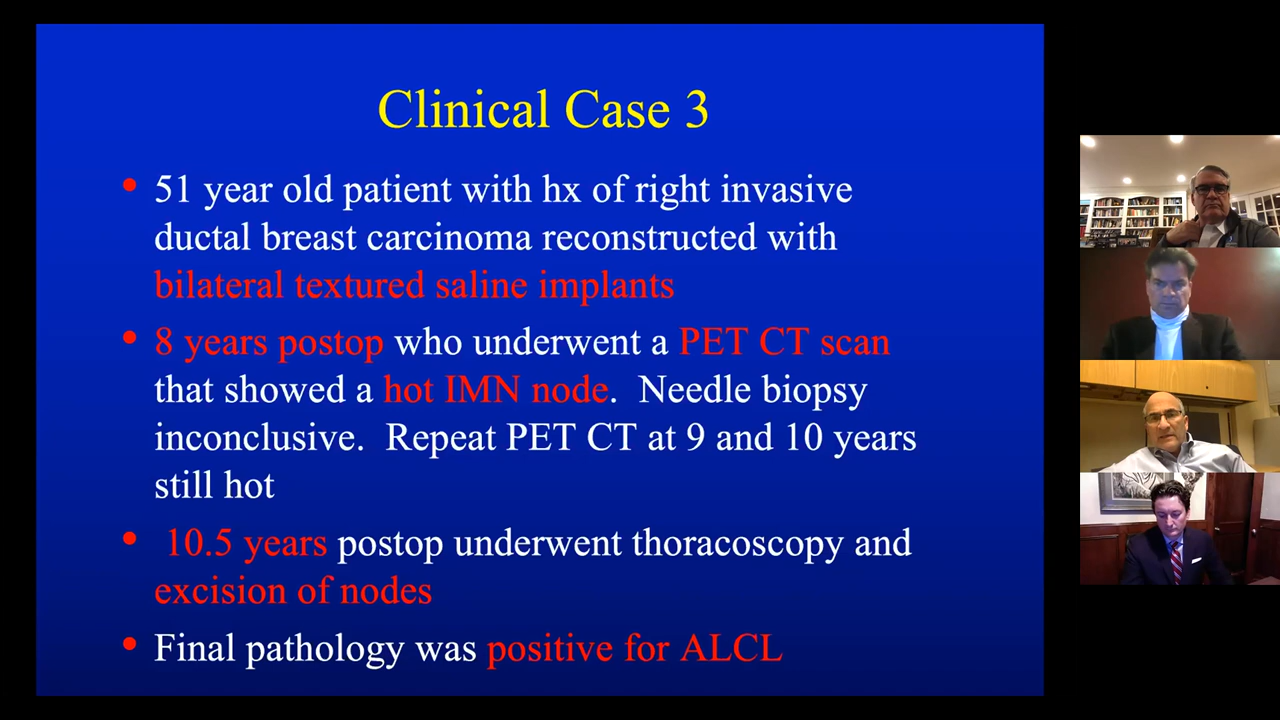 Clinical Case 3
• 51 year old patient with hx of right invasive
ductal breast carcinoma reconstructed with
bilateral textured saline implants
• 8 years postop who underwent a PET CT scan
that showed a hot IMN node. Needle biopsy
inconclusive. Repeat PET CT at 9 and 10 years
still hot
• 10.5 years postop underwent thoracoscopy and
excision of nodes
• Final pathology was positive for ALCL